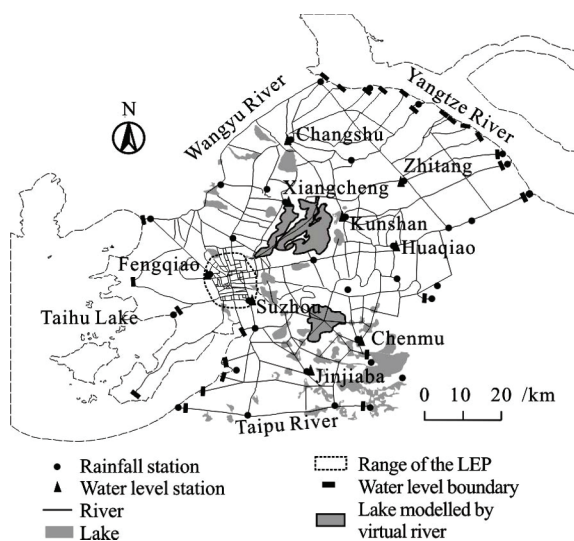 Yangtze River
N
Wangyu River
Changshu
Zhitang
Xiangcheng
Kunshan
Huaqiao
Fengqiao
Suzhou
Taihu Lake
Chenmu
Jinjiaba
Taipu River
0 10 20 /km
Rainfall station
Water level station
River
Lake
Range of the LEP
Water level boundary
Lake modelled by
virtual river